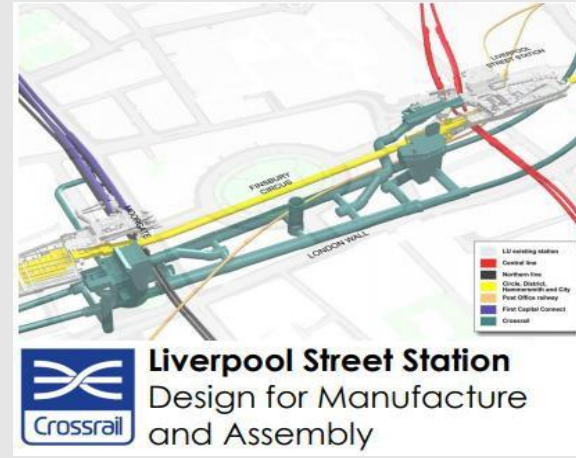 LIVERPOOL
STREET STATION
FINSBURY
CIRCUS
MOORGATE
LONDON WALL
LU existing station
Central line
Northern line
Circle, District,
Hammersmith and City
Post Office railway
First Capital Connect
Crossrail
Crossrail
Liverpool Street Station
Design for Manufacture
and Assembly